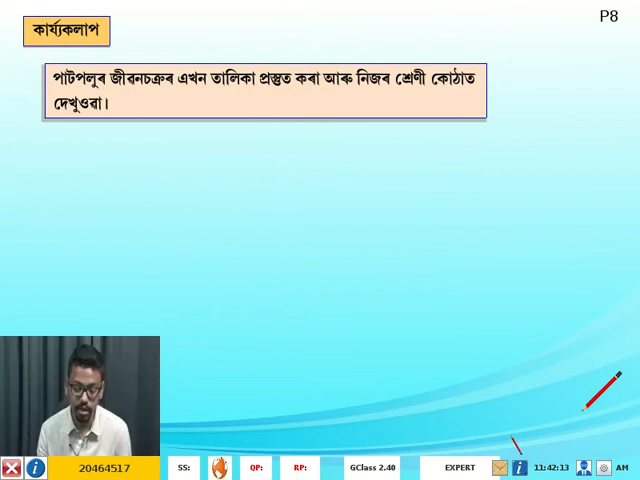 P8
কাৰ্য্যকলাপ
পাটপলুৰ জীৱনচক্ৰৰ এখন তালিকা প্ৰস্তুত কৰা আৰু নিজৰ শ্ৰেণী কোঠাত
দেখুওৱা।
20464517 SS: QP: RP: GClass 2.40 EXPERT 11:42:13 AM